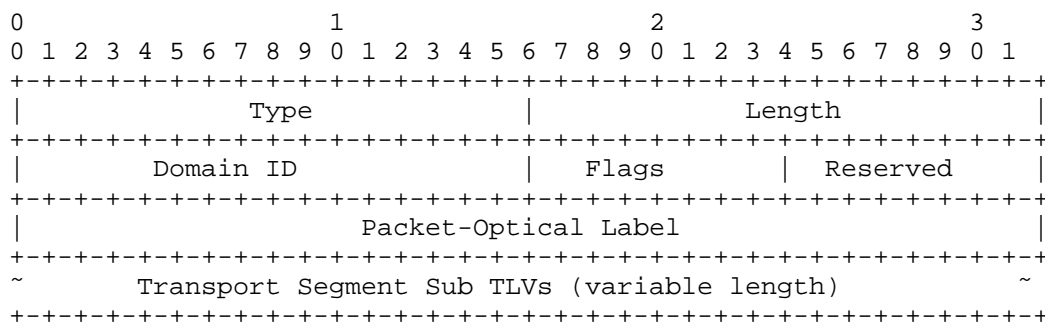 0                   1                   2                   3
0 1 2 3 4 5 6 7 8 9 0 1 2 3 4 5 6 7 8 9 0 1 2 3 4 5 6 7 8 9 0 1
+-+-+-+-+-+-+-+-+-+-+-+-+-+-+-+-+-+-+-+-+-+-+-+-+-+-+-+-+-+-+-+-+
|              Type             |             Length            |
+-+-+-+-+-+-+-+-+-+-+-+-+-+-+-+-+-+-+-+-+-+-+-+-+-+-+-+-+-+-+-+-+
|        Domain ID              |   Flags       |  Reserved     |
+-+-+-+-+-+-+-+-+-+-+-+-+-+-+-+-+-+-+-+-+-+-+-+-+-+-+-+-+-+-+-+-+
|                     Packet-Optical Label                      |
+-+-+-+-+-+-+-+-+-+-+-+-+-+-+-+-+-+-+-+-+-+-+-+-+-+-+-+-+-+-+-+-+
~       Transport Segment Sub TLVs (variable length)           ~
+-+-+-+-+-+-+-+-+-+-+-+-+-+-+-+-+-+-+-+-+-+-+-+-+-+-+-+-+-+-+-+-+